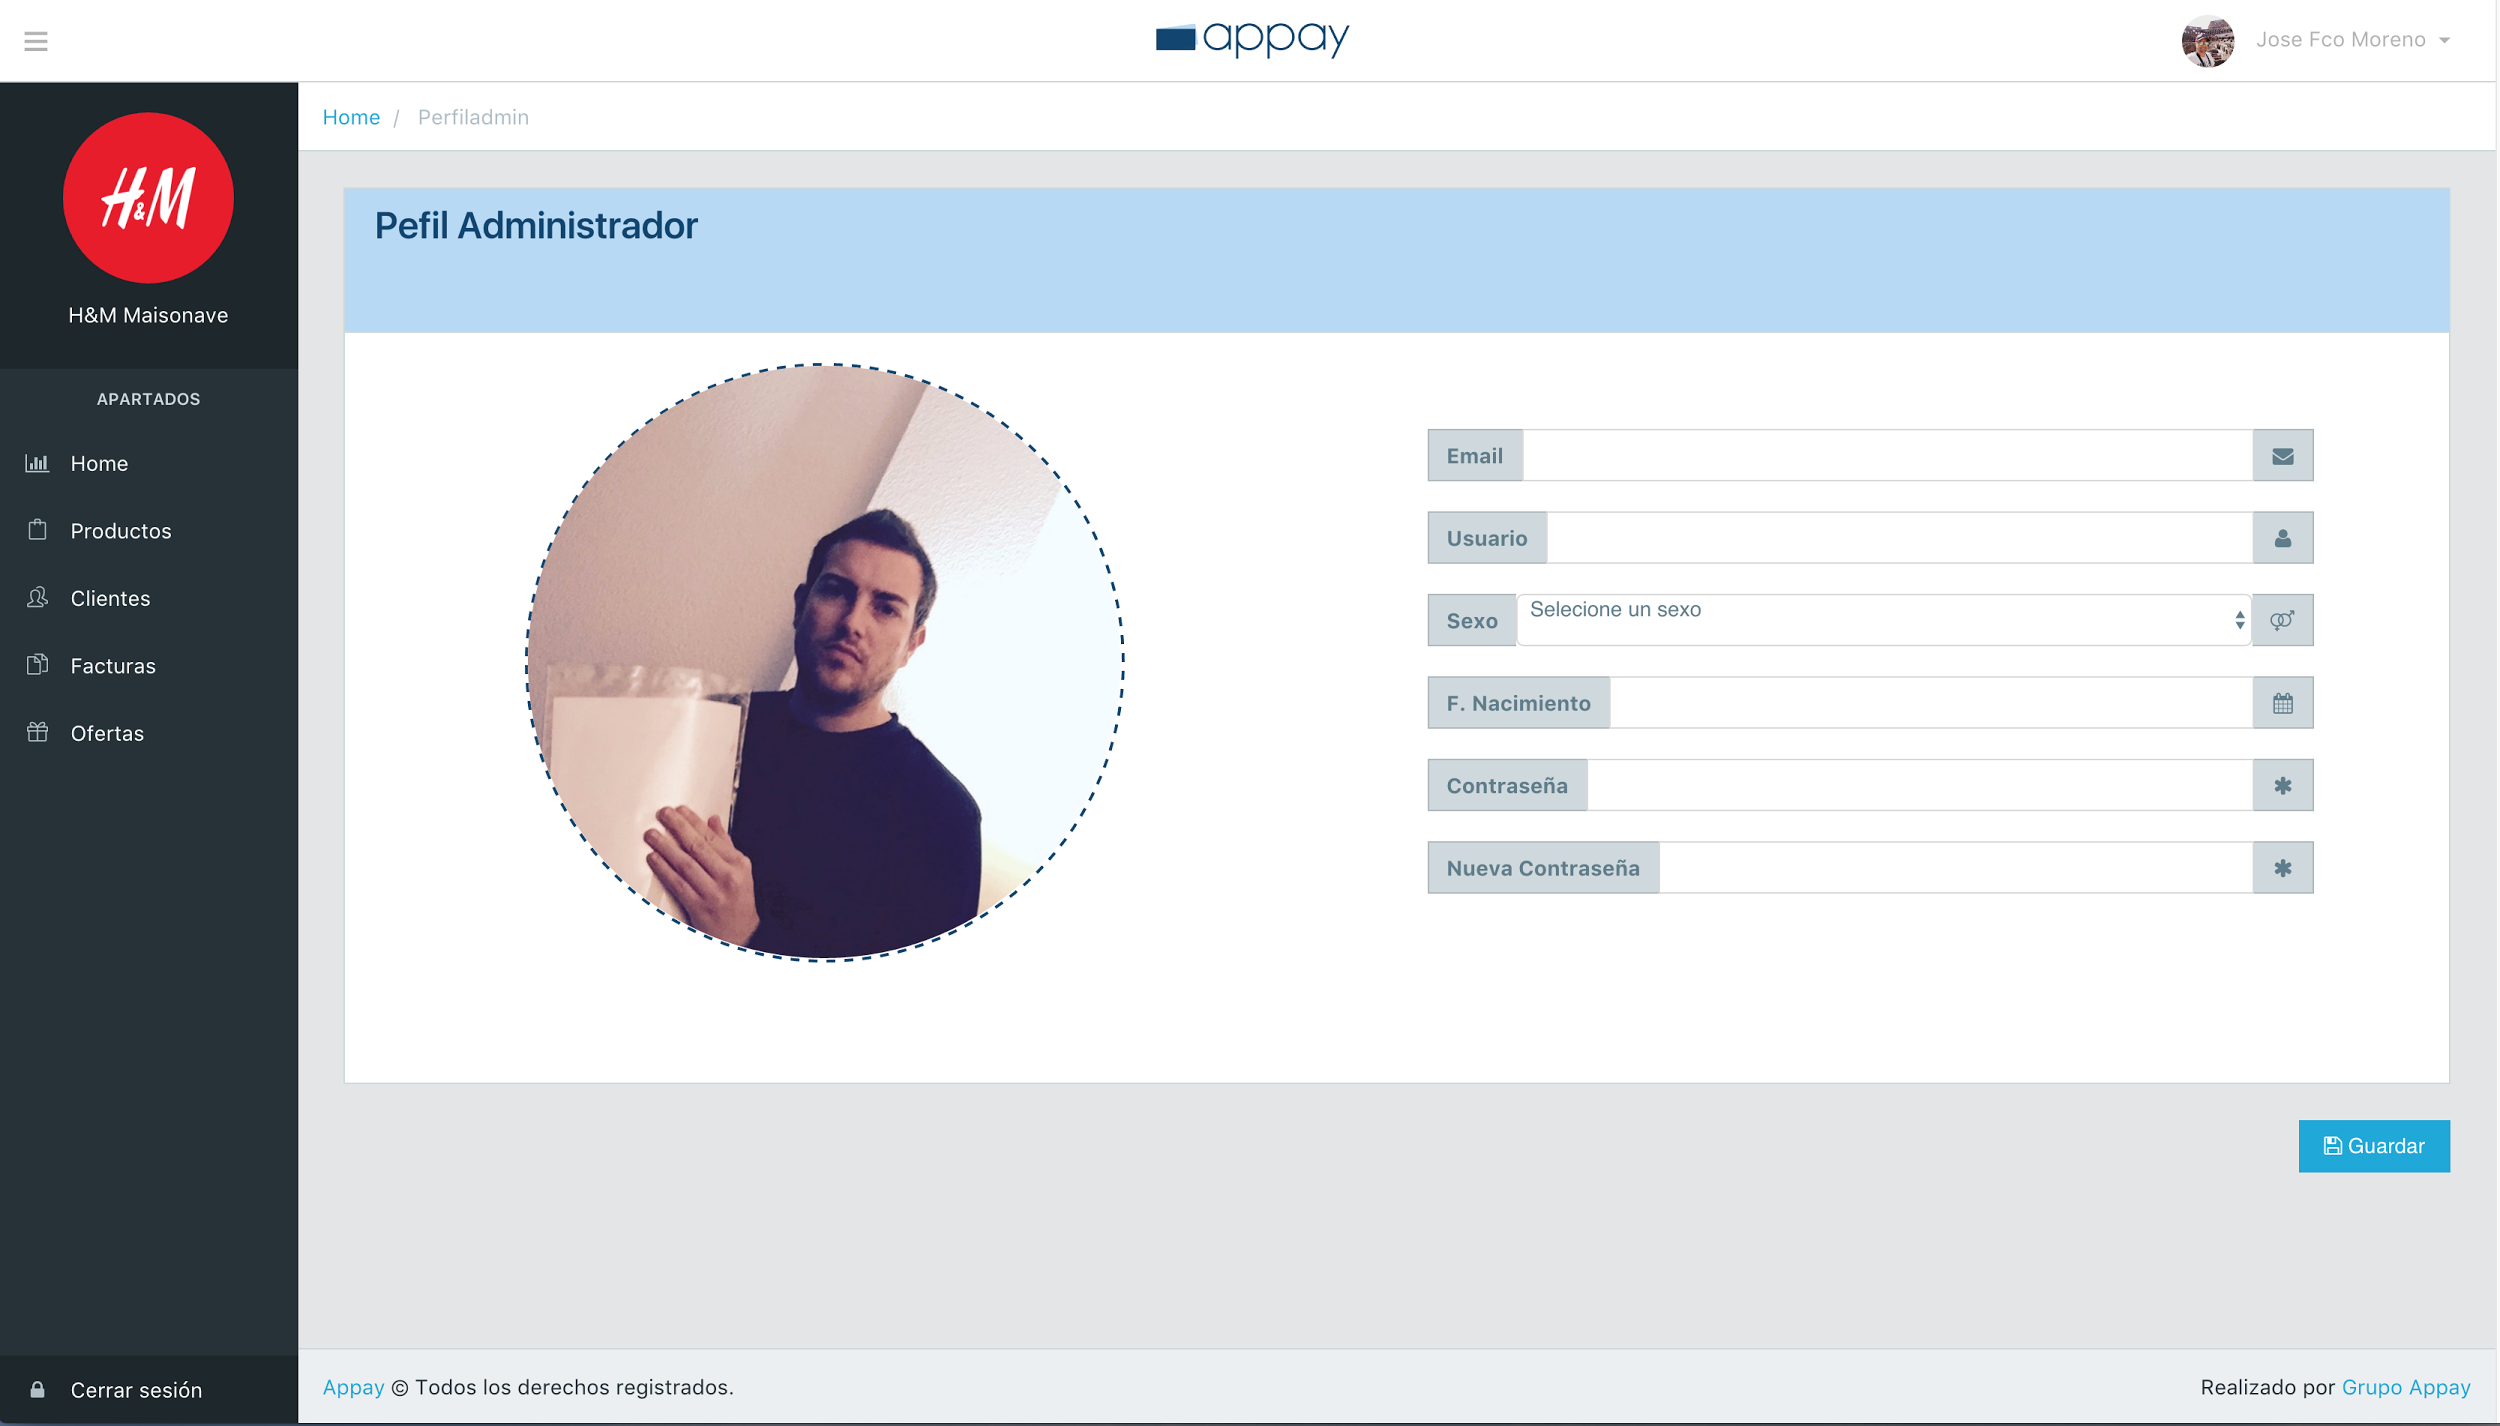 appay
Jose Fco Moreno
Home / Perfiladmin
H&M
H&M Maisonave
APARTADOS
Home
Productos
Clientes
Facturas
Ofertas
Cerrar sesión
Pefil Administrador
Email
Usuario
Sexo Selecione un sexo
F. Nacimiento
Contraseña
Nueva Contraseña
Guardar
Appay © Todos los derechos registrados.
Realizado por Grupo Appay